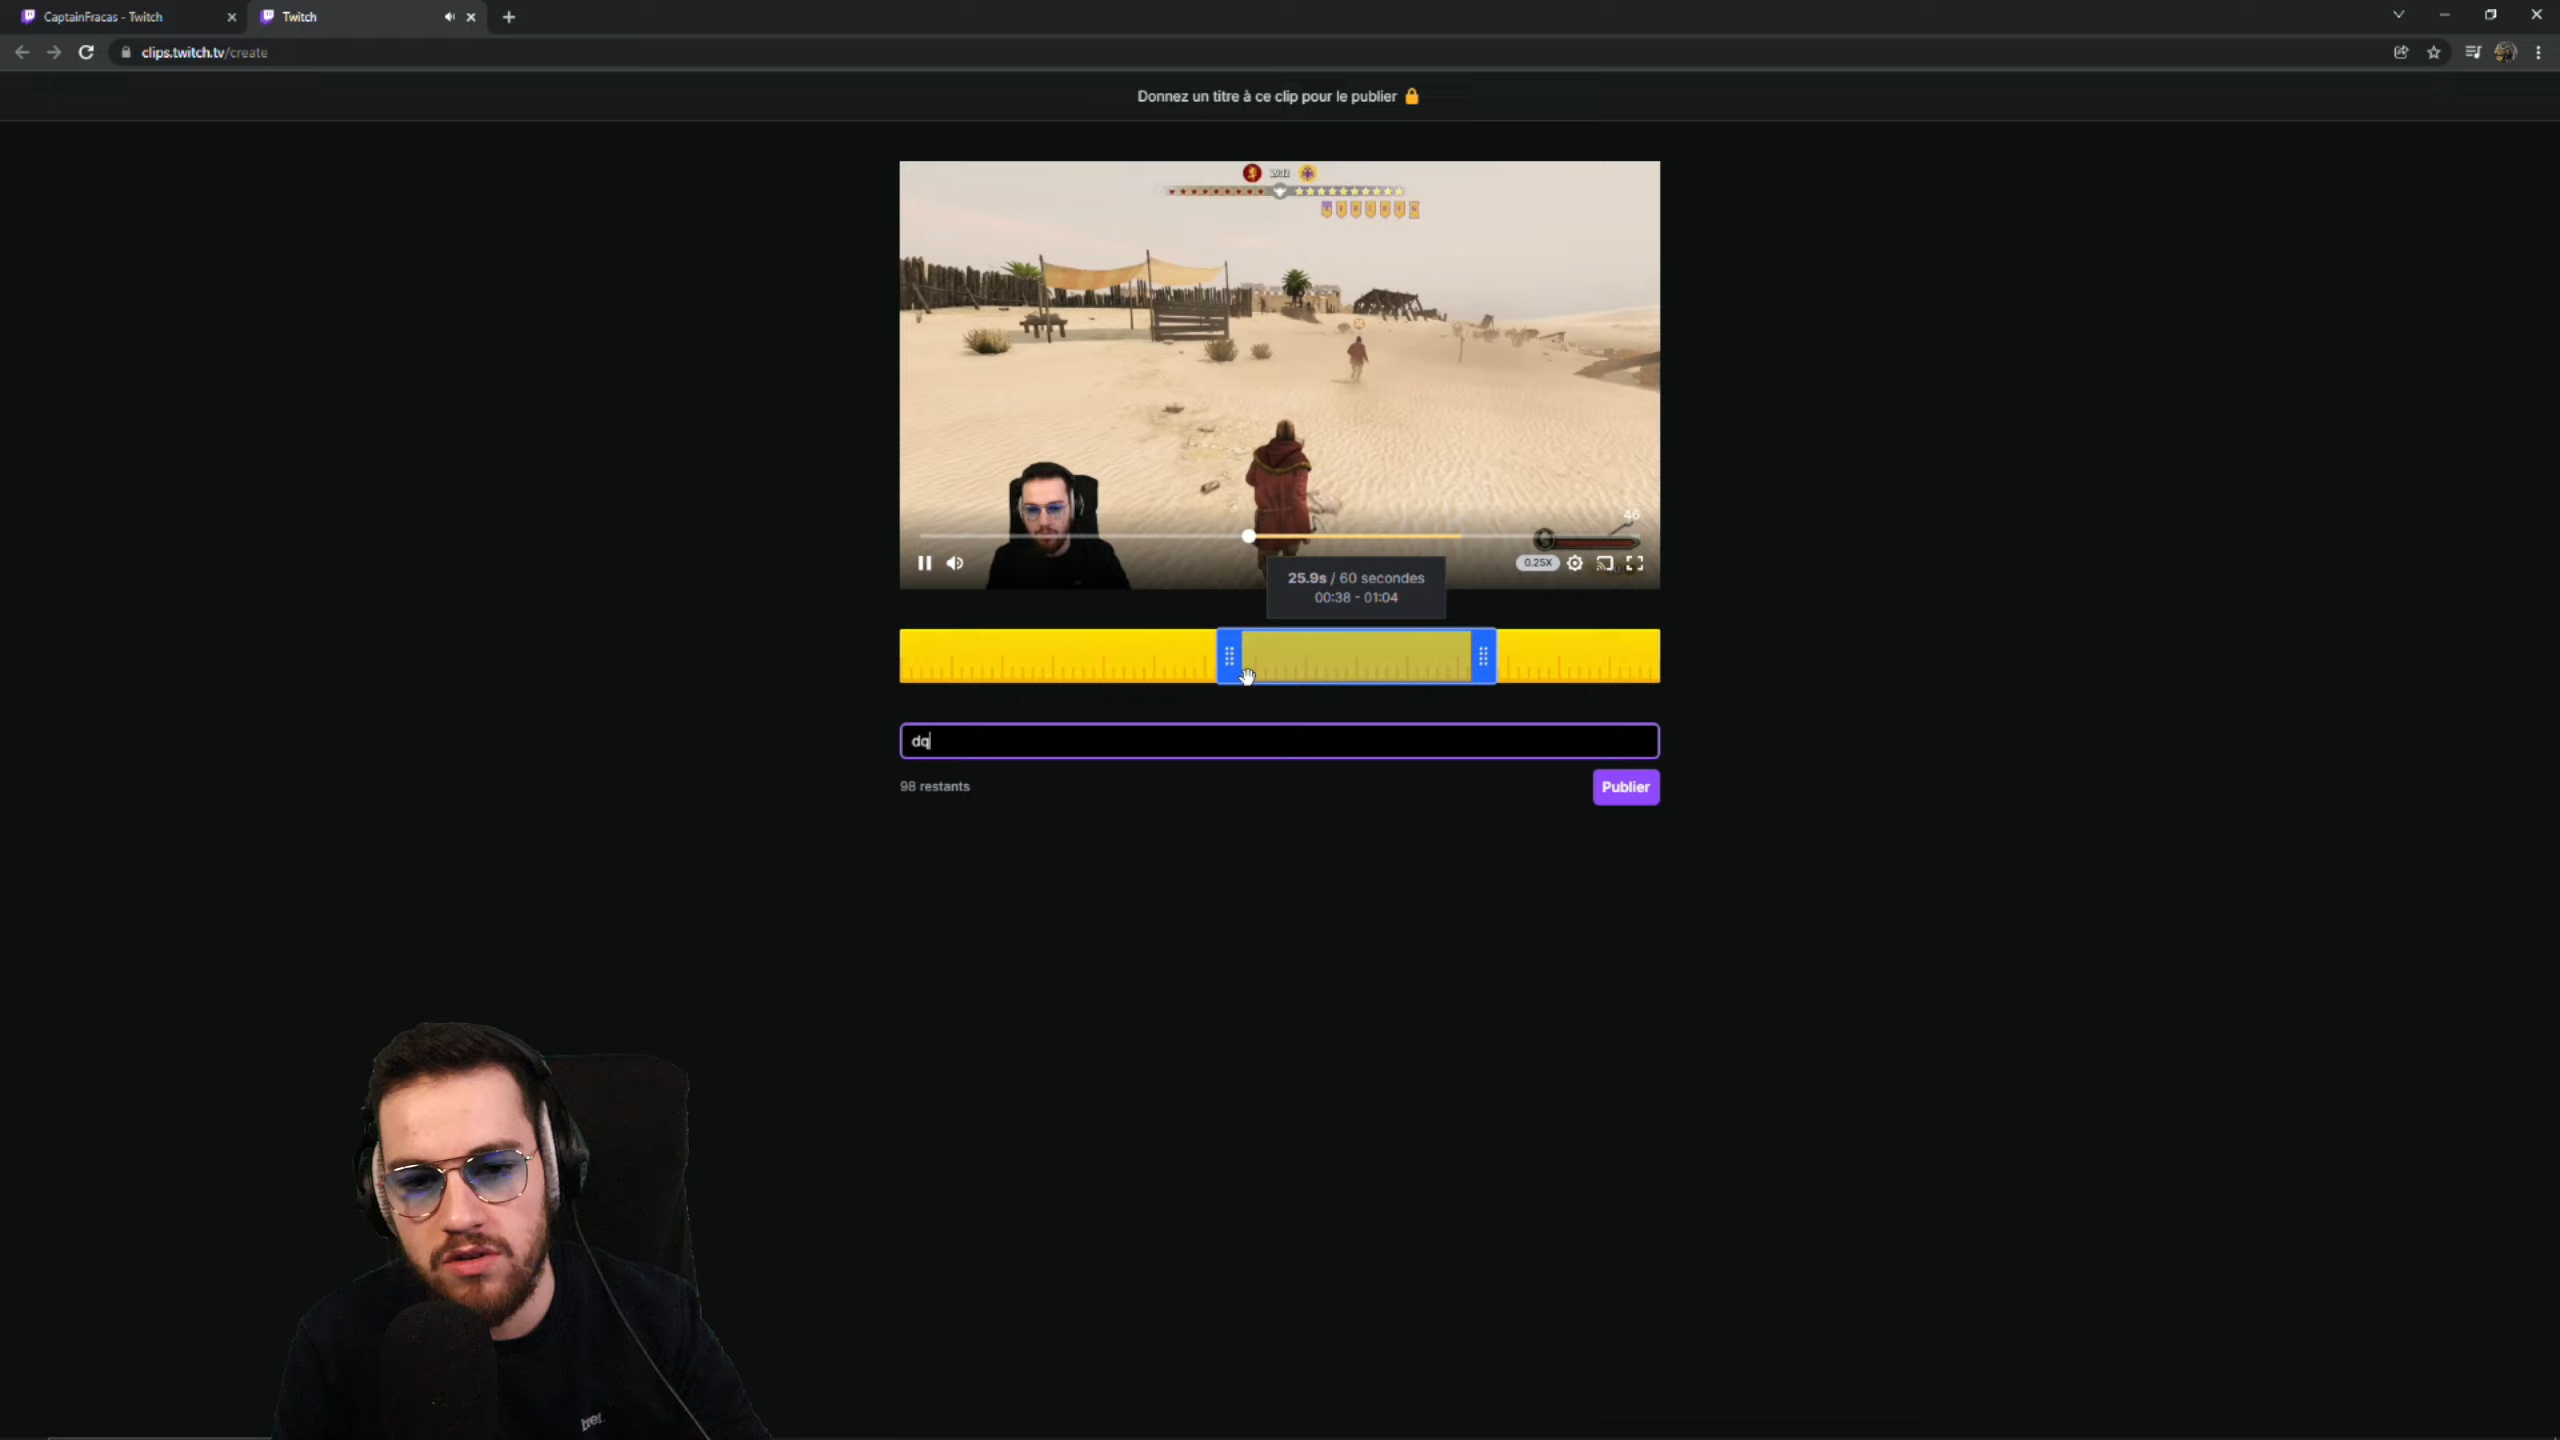 CaptainFracas - Twitch
Twitch
clips.twitch.tv/create
Donnez un titre à ce clip pour le publier
46
0.25X
25.9s / 60 secondes
00:38 - 01:04
dq
98 restants
Publier